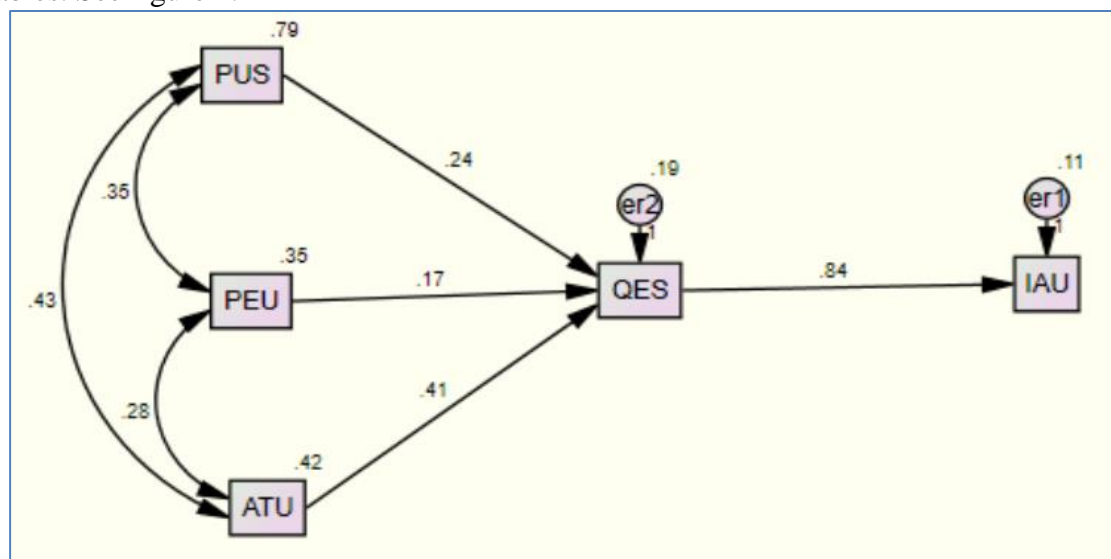 .79
PUS
.24
.35
.19
er2
1
.11
er1
1
.35
PEU
.17
QES
.84
IAU
.43
.41
.28
.42
ATU